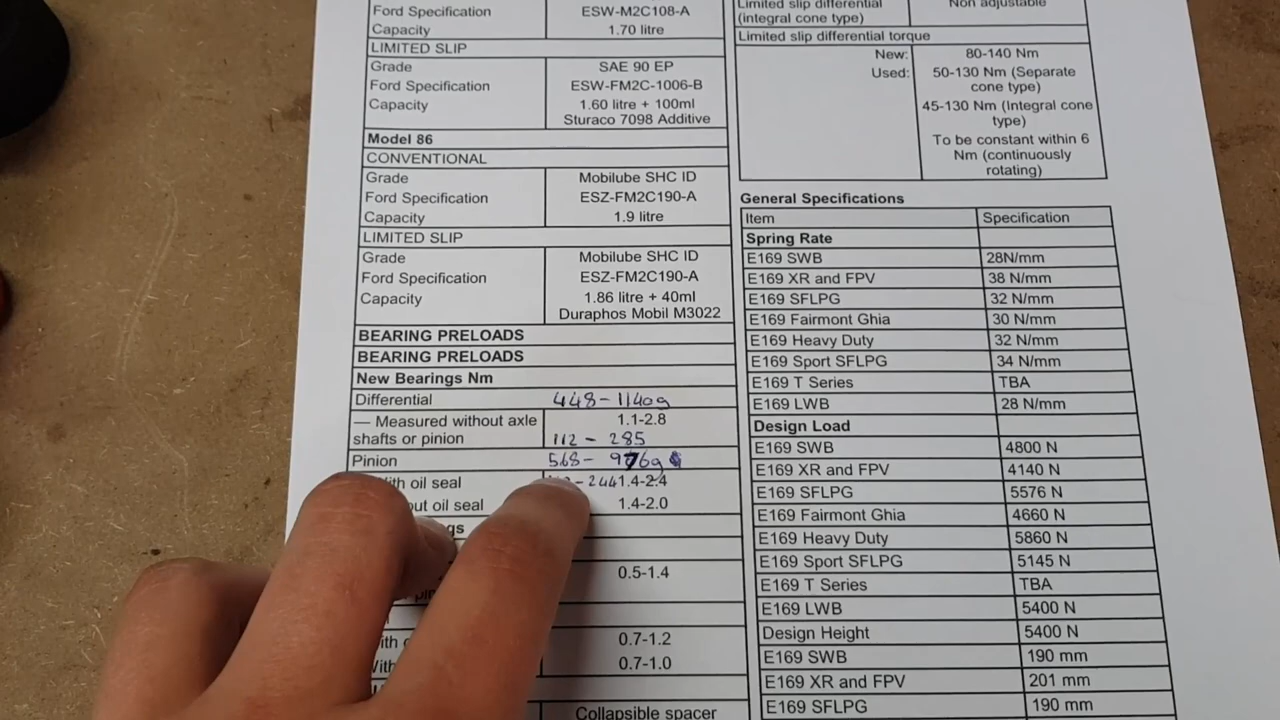 Ford Specification ESW-M2C108-A
Capacity 1.70 litre
LIMITED SLIP
Grade SAE 90 EP
Ford Specification ESW-FM2C-1006-B
Capacity 1.60 litre + 100ml
Sturaco 7098 Additive
Model 86
CONVENTIONAL
Grade Mobilube SHC ID
Ford Specification ESZ-FM2C190-A
Capacity 1.9 litre
LIMITED SLIP
Grade Mobilube SHC ID
Ford Specification ESZ-FM2C190-A
Capacity 1.86 litre + 40ml
Duraphos Mobil M3022
BEARING PRELOADS
BEARING PRELOADS
New Bearings Nm
Differential 448-1140g
— Measured without axle 1.1-2.8
shafts or pinion 112 - 285
Pinion 568- 976g
oil seal -244 1.4-2.4
oil seal 1.4-2.0
0.5-1.4
0.7-1.2
0.7-1.0
Collapsible spacer
Limited slip differential Non adjustable
(integral cone type)
Limited slip differential torque
New: 80-140 Nm
Used: 50-130 Nm (Separate
cone type)
45-130 Nm (Integral cone
type)
To be constant within 6
Nm (continuously
rotating)
General Specifications
Item Specification
Spring Rate
E169 SWB 28N/mm
E169 XR and FPV 38 N/mm
E169 SFLPG 32 N/mm
E169 Fairmont Ghia 30 N/mm
E169 Heavy Duty 32 N/mm
E169 Sport SFLPG 34 N/mm
E169 T Series TBA
E169 LWB 28 N/mm
Design Load
E169 SWB 4800 N
E169 XR and FPV 4140 N
E169 SFLPG 5576 N
E169 Fairmont Ghia 4660 N
E169 Heavy Duty 5860 N
E169 Sport SFLPG 5145 N
E169 T Series TBA
E169 LWB 5400 N
Design Height 5400 N
E169 SWB 190 mm
E169 XR and FPV 201 mm
E169 SFLPG 190 mm